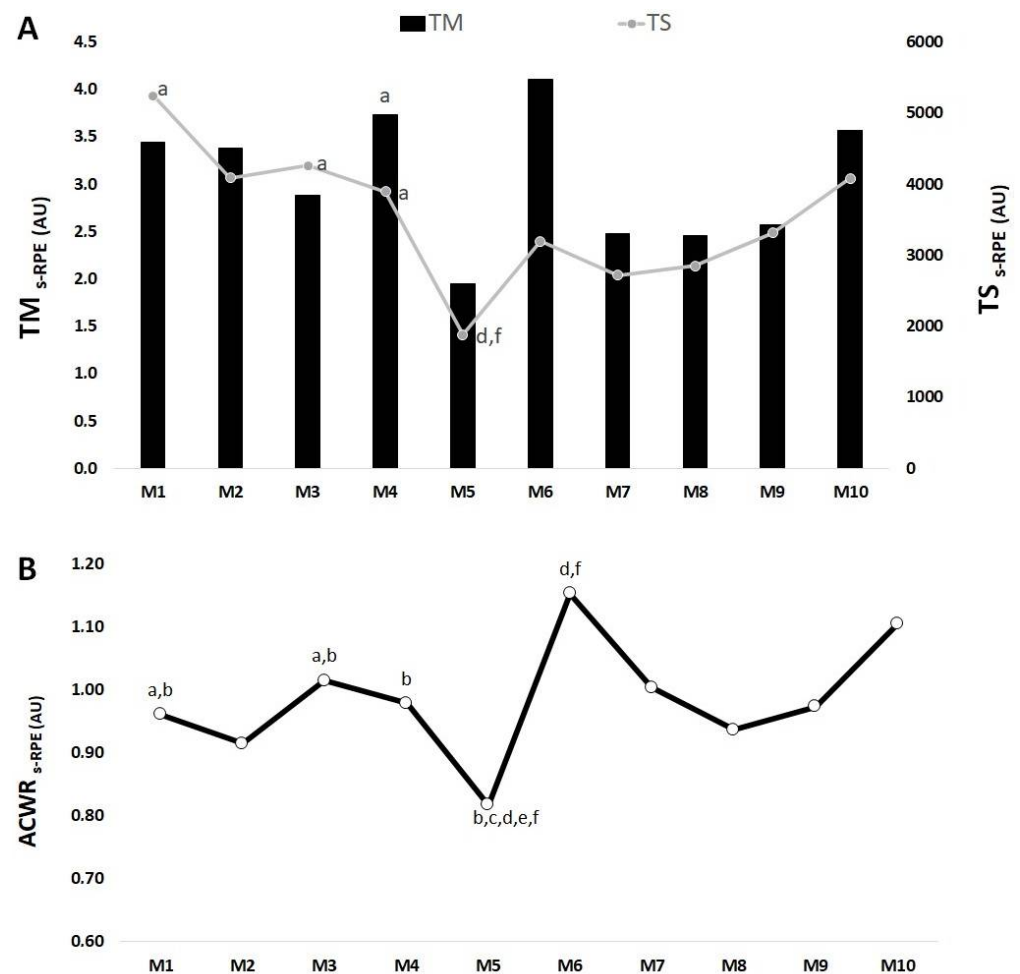 A
TM TS
4.5 6000
4.0 5000
3.5
3.0 4000
2.5
3000
2.0
1.5 2000
1.0 1000
0.5
0.0 0
TM s-RPE (AU)
TS s-RPE (AU)
a
a
a
a
d,f
M1 M2 M3 M4 M5 M6 M7 M8 M9 M10
B
1.20
1.10
1.00
0.90
0.80
0.70
0.60
ACWR s-RPE (AU)
a,b
a,b
b
b,c,d,e,f
d,f
M1 M2 M3 M4 M5 M6 M7 M8 M9 M10